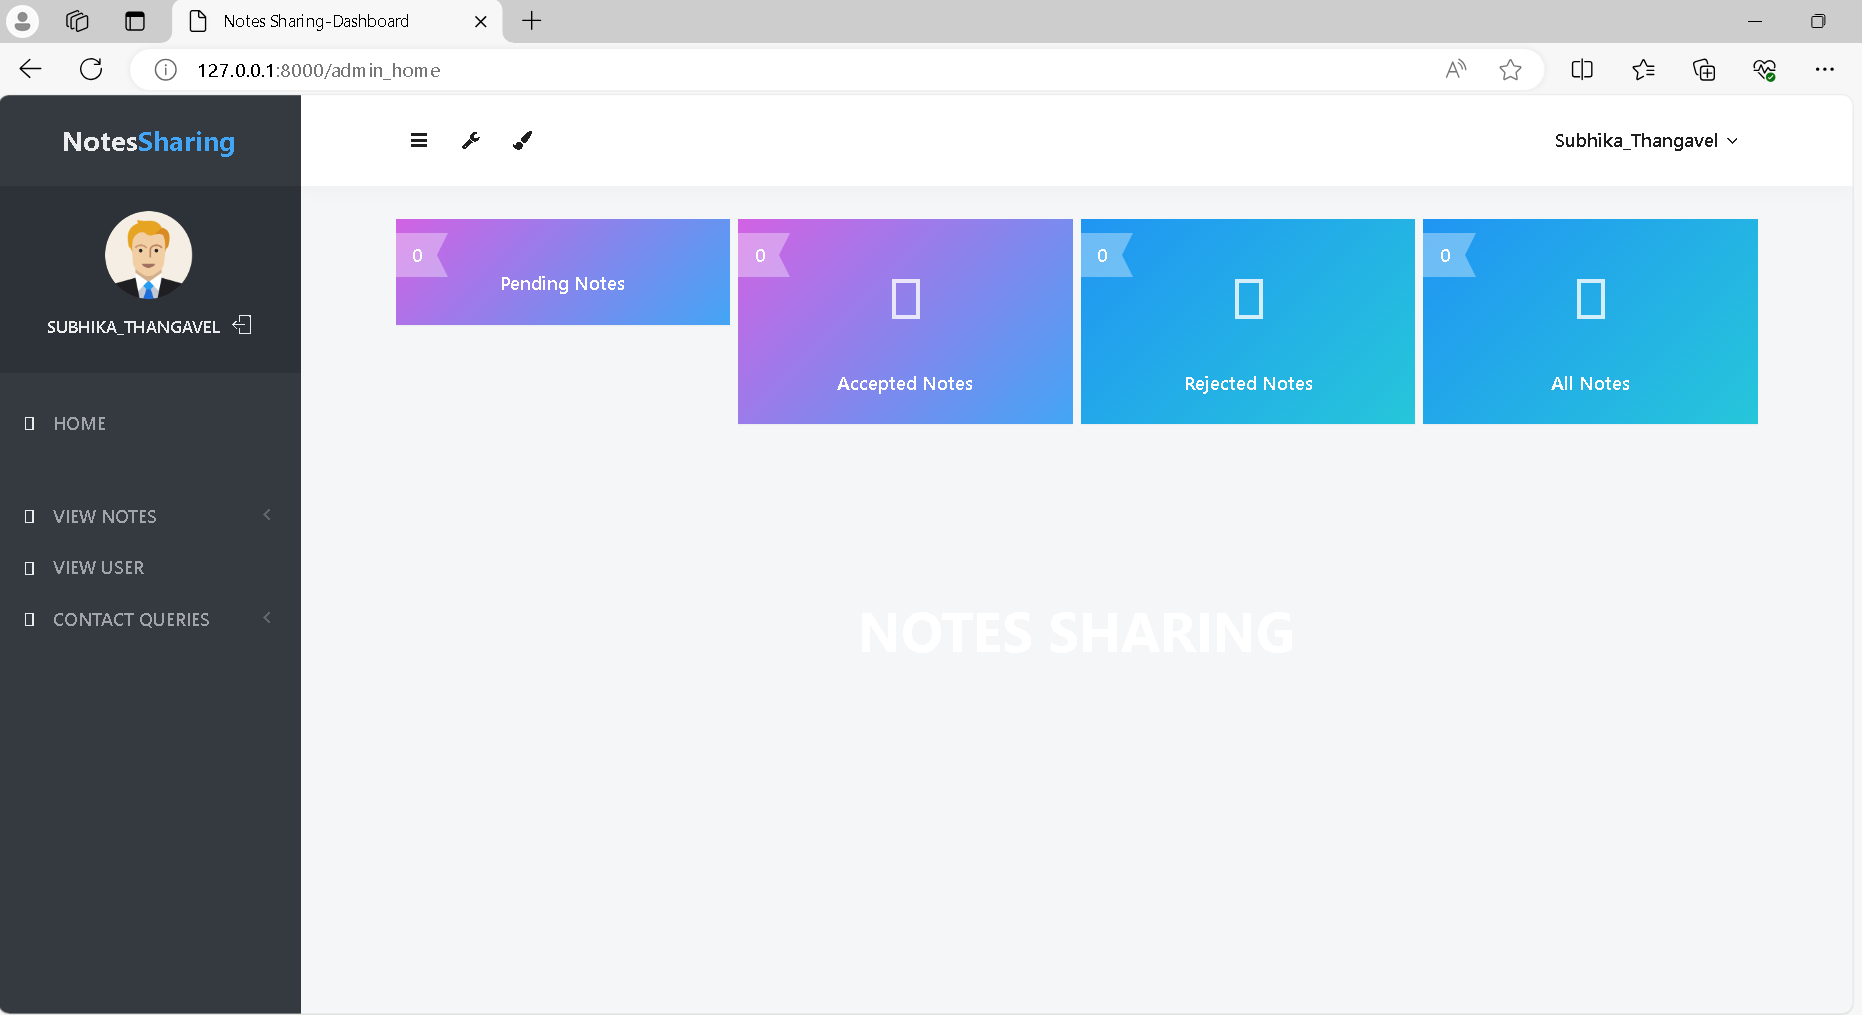 Notes Sharing-Dashboard
127.0.0.1:8000/admin_home
NotesSharing
Subhika_Thangavel
SUBHIKA_THANGAVEL
0
Pending Notes
0
Accepted Notes
0
Rejected Notes
0
All Notes
HOME
VIEW NOTES
VIEW USER
CONTACT QUERIES
NOTES SHARING